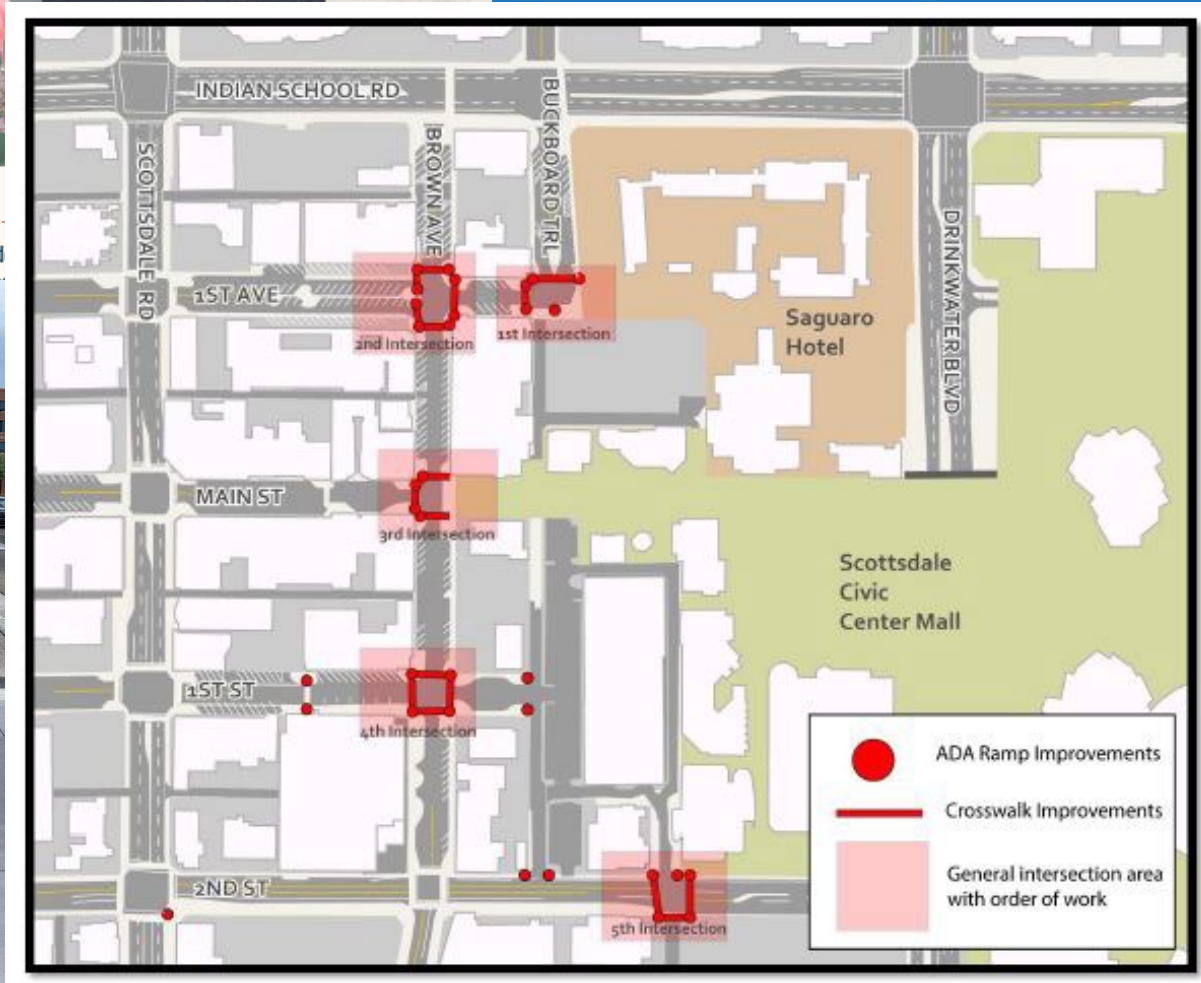 INDIAN SCHOOL RD
BUCKBOARD TRL
BROWN AVE
SCOTTSDALE RD
DRINKWATER BLVD
1ST AVE
2nd Intersection
1st Intersection
Saguaro
Hotel
MAIN ST
3rd Intersection
Scottsdale
Civic
Center Mall
1ST ST
4th Intersection
2ND ST
5th Intersection
ADA Ramp Improvements
Crosswalk Improvements
General intersection area
with order of work